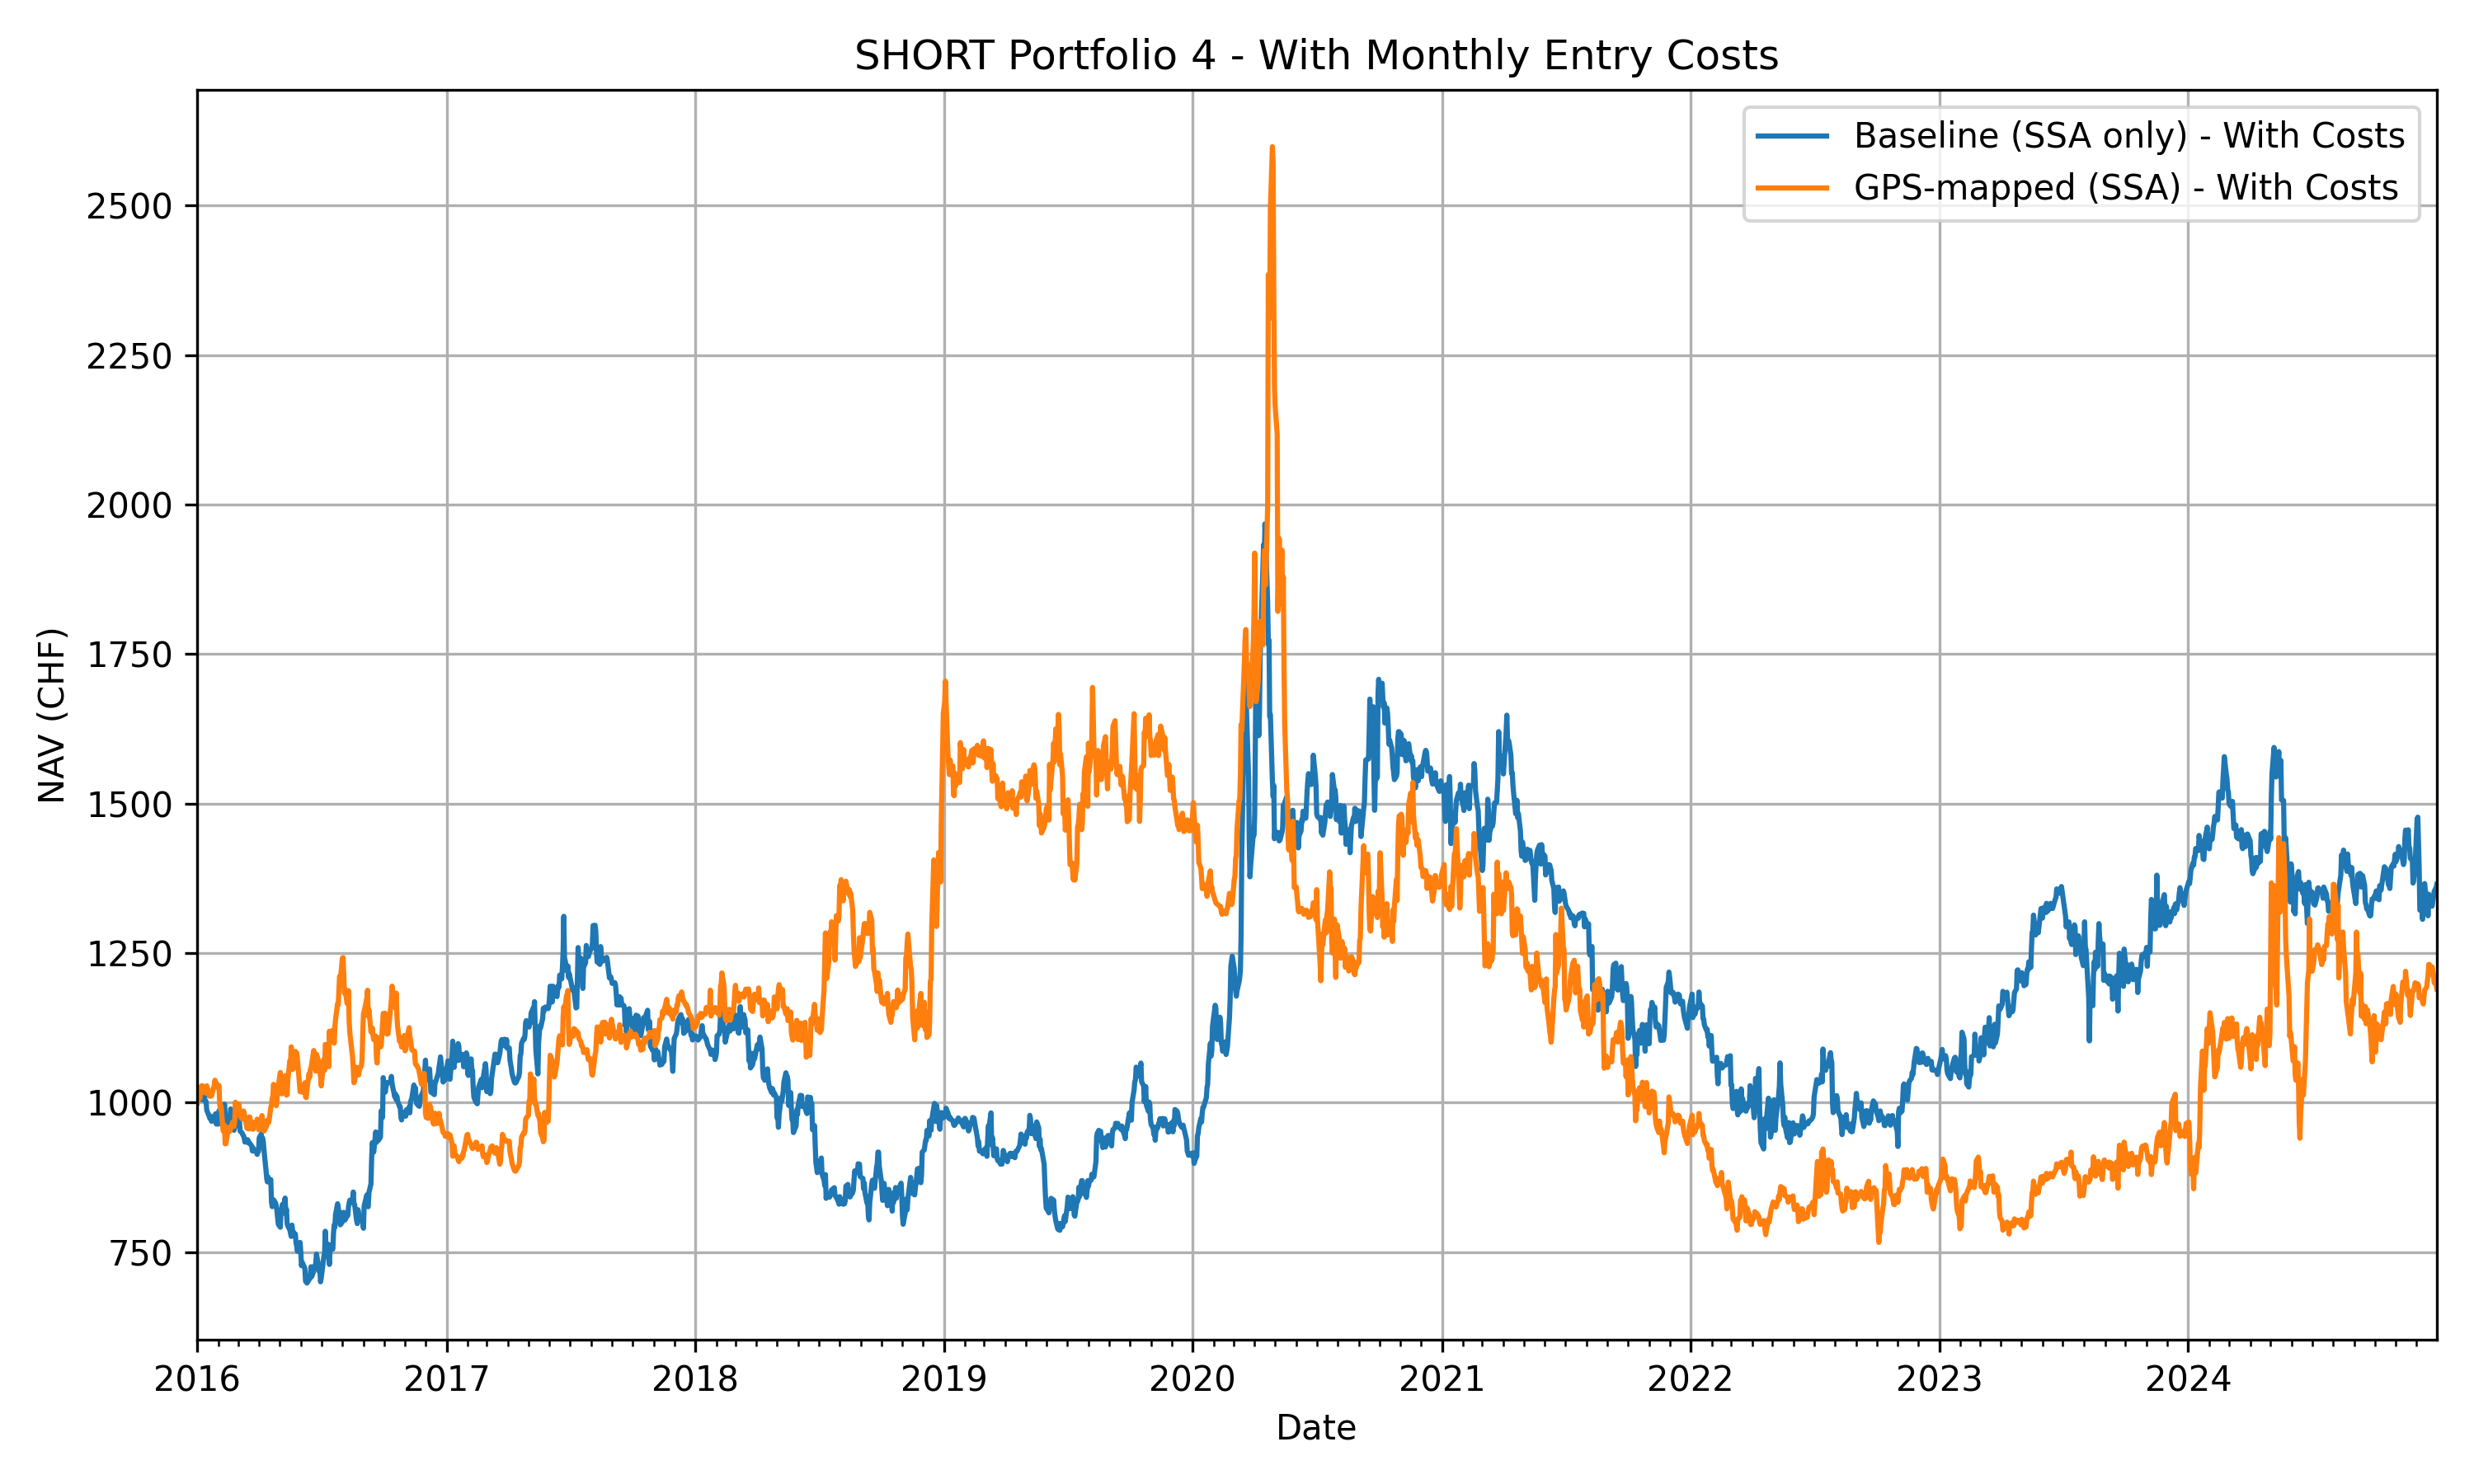 SHORT Portfolio 4 - With Monthly Entry Costs
Baseline (SSA only) - With Costs
GPS-mapped (SSA) - With Costs
NAV (CHF)
2500
2250
2000
1750
1500
1250
1000
750
2016 2017 2018 2019 2020 2021 2022 2023 2024
Date